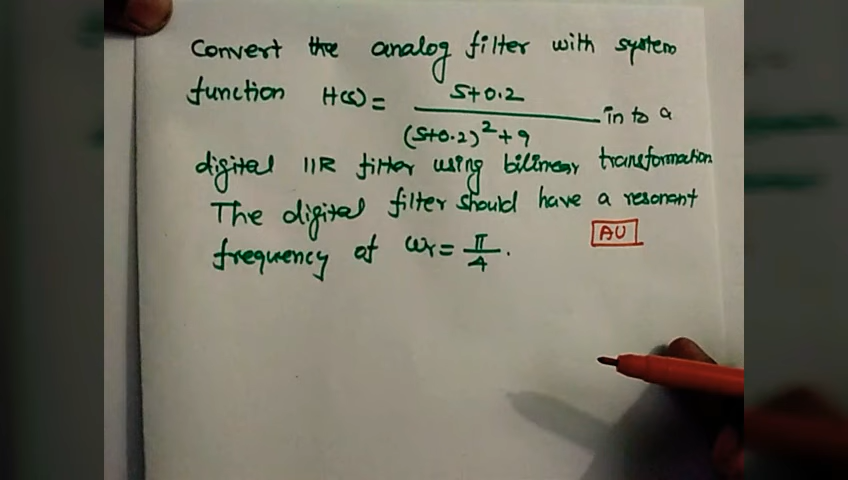 Convert the analog filter with system
function H(s) = S+0.2 / (S+0.2)² + 9 in to a
digital IIR filter using bilinear transformation
The digital filter should have a resonant
frequency of ωr = π/4.
AU